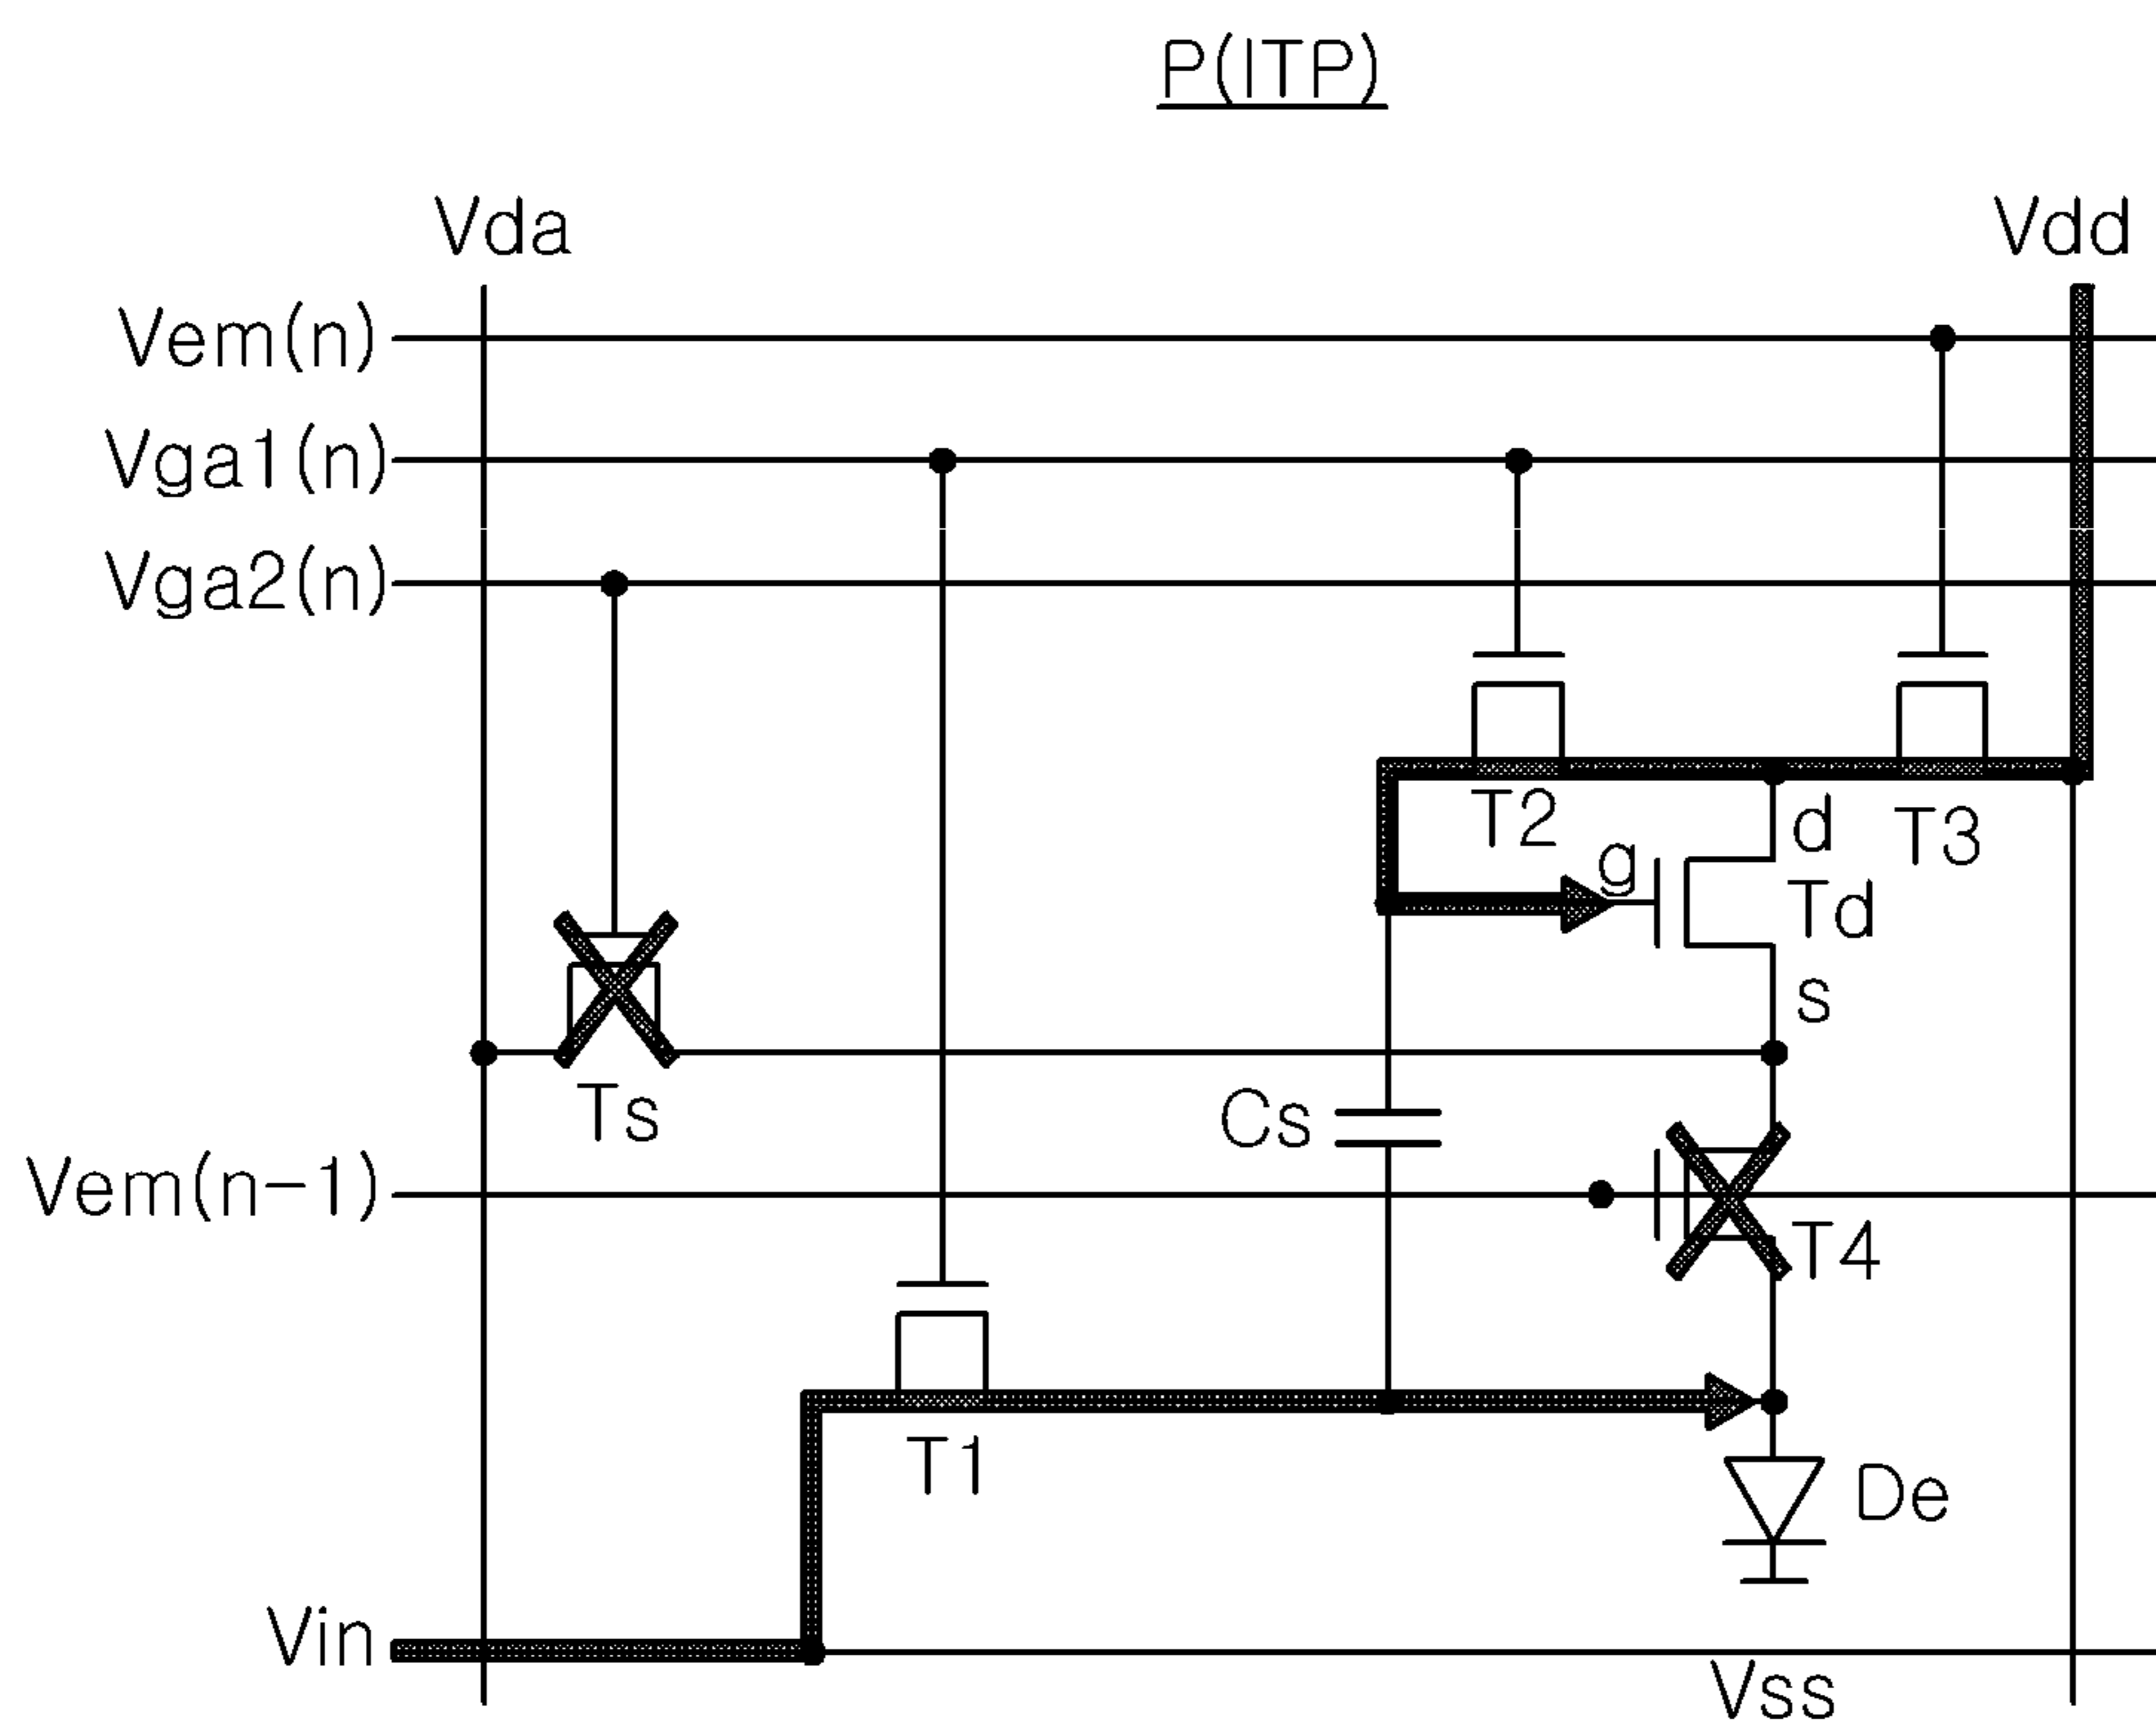 P(ITP)
Vda
Vdd
Vem(n)
Vga1(n)
Vga2(n)
T2
d
T3
g
Td
s
Ts
Cs
Vem(n-1)
T4
T1
De
Vin
Vss